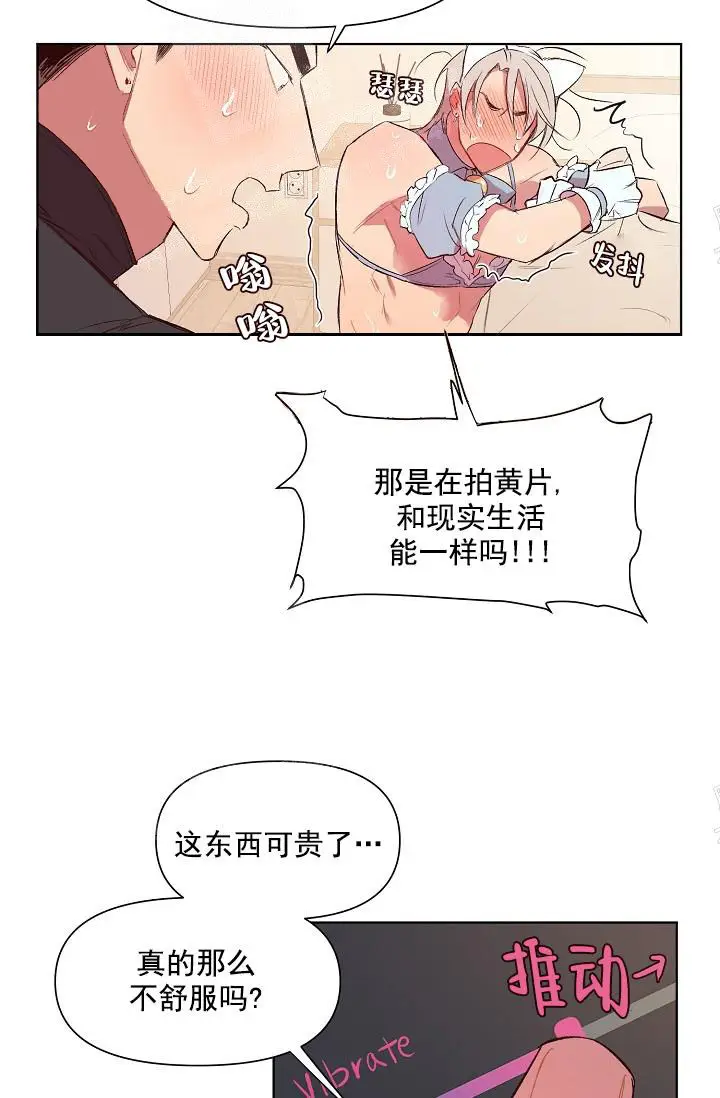 瑟瑟
嗡
嗡
发抖
那是在拍黄片,
和现实生活
能一样吗!!!
这东西可贵了…
真的那么
不舒服吗?
推动
Vibrate